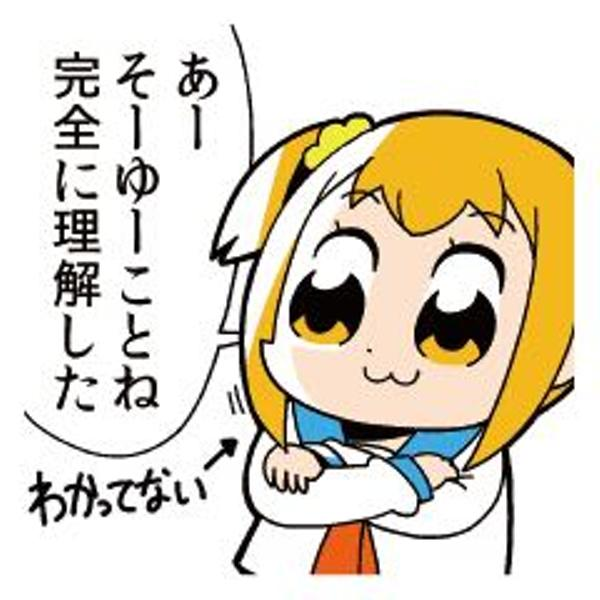 あー
そーゆーことね
完全に理解した
わかってない